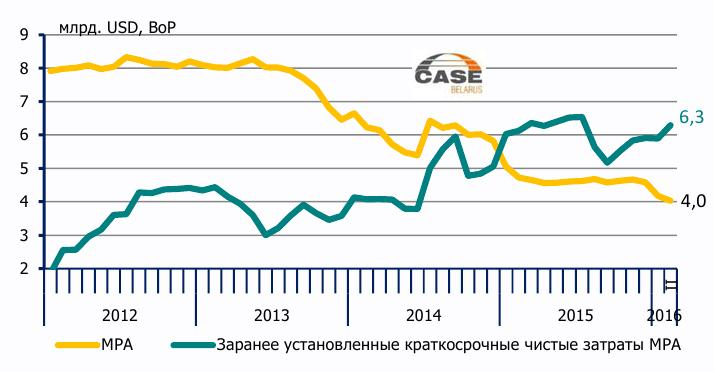 млрд. USD, BoP
9
8
7
6
5
4
3
2
CASE
BELARUS
6,3
4,0
II
2012 2013 2014 2015 2016
МРА Заранее установленные краткосрочные чистые затраты МРА